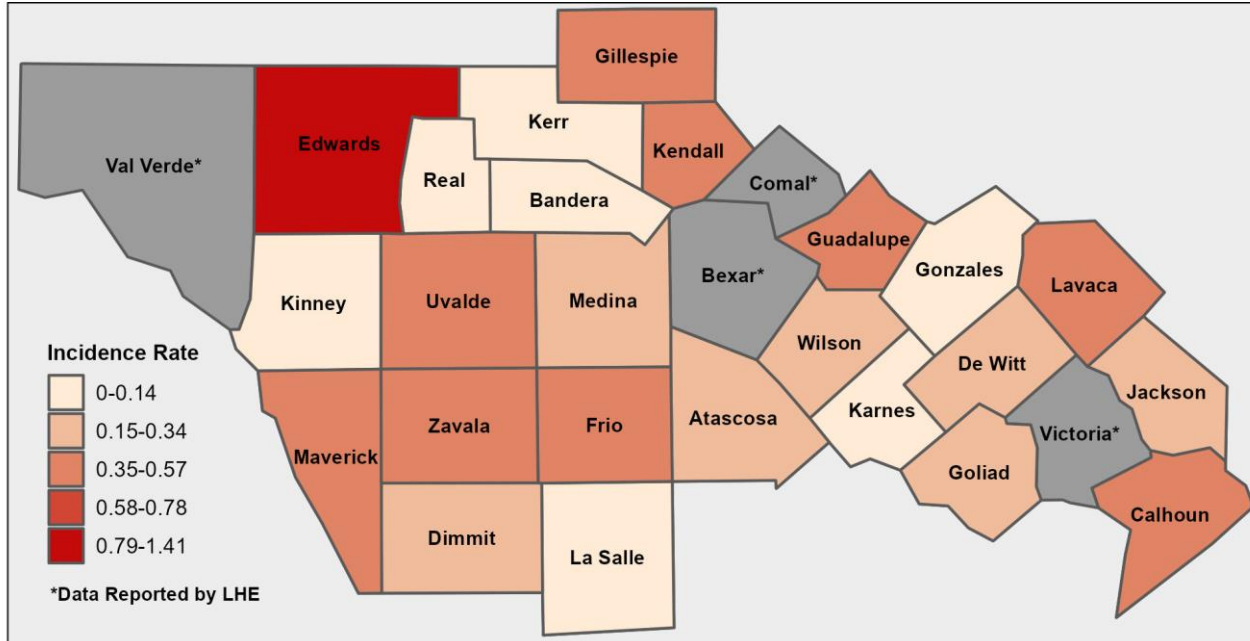 Gillespie
Kerr
Edwards
Kendall
Val Verde*
Real
Comal*
Bandera
Guadalupe
Gonzales
Bexar*
Lavaca
Kinney
Uvalde
Medina
Wilson
Incidence Rate
De Witt
0-0.14
Jackson
0.15-0.34
Karnes
Atascosa
Zavala
Frio
Victoria*
0.35-0.57
Maverick
Goliad
0.58-0.78
Calhoun
Dimmit
0.79-1.41
La Salle
*Data Reported by LHE